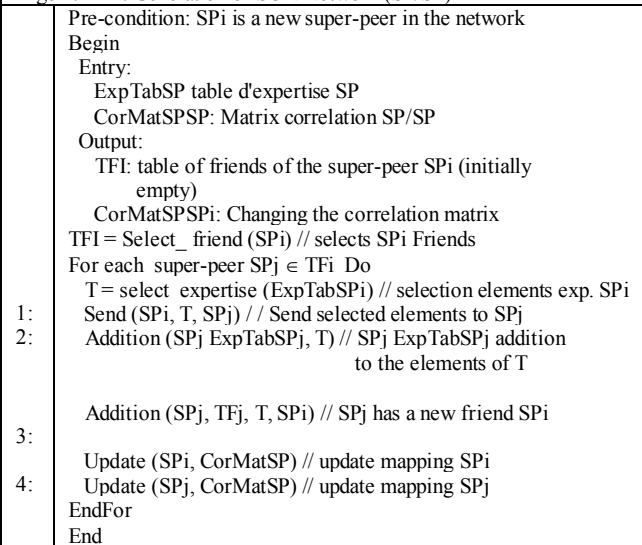 Pre-condition: SPi is a new super-peer in the network
Begin
Entry:
ExpTabSP table d'expertise SP
CorMatSPSP: Matrix correlation SP/SP
Output:
TFI: table of friends of the super-peer SPi (initially
empty)
CorMatSPSPi: Changing the correlation matrix
TFI = Select_ friend (SPi) // selects SPi Friends
For each super-peer SPj ∈ TFi Do
T = select expertise (ExpTabSPi) // selection elements exp. SPi
1: Send (SPi, T, SPj) / / Send selected elements to SPj
2: Addition (SPj ExpTabSPj, T) // SPj ExpTabSPj addition
to the elements of T
Addition (SPj, TFj, T, SPi) // SPj has a new friend SPi
3:
Update (SPi, CorMatSP) // update mapping SPi
4: Update (SPj, CorMatSP) // update mapping SPj
EndFor
End